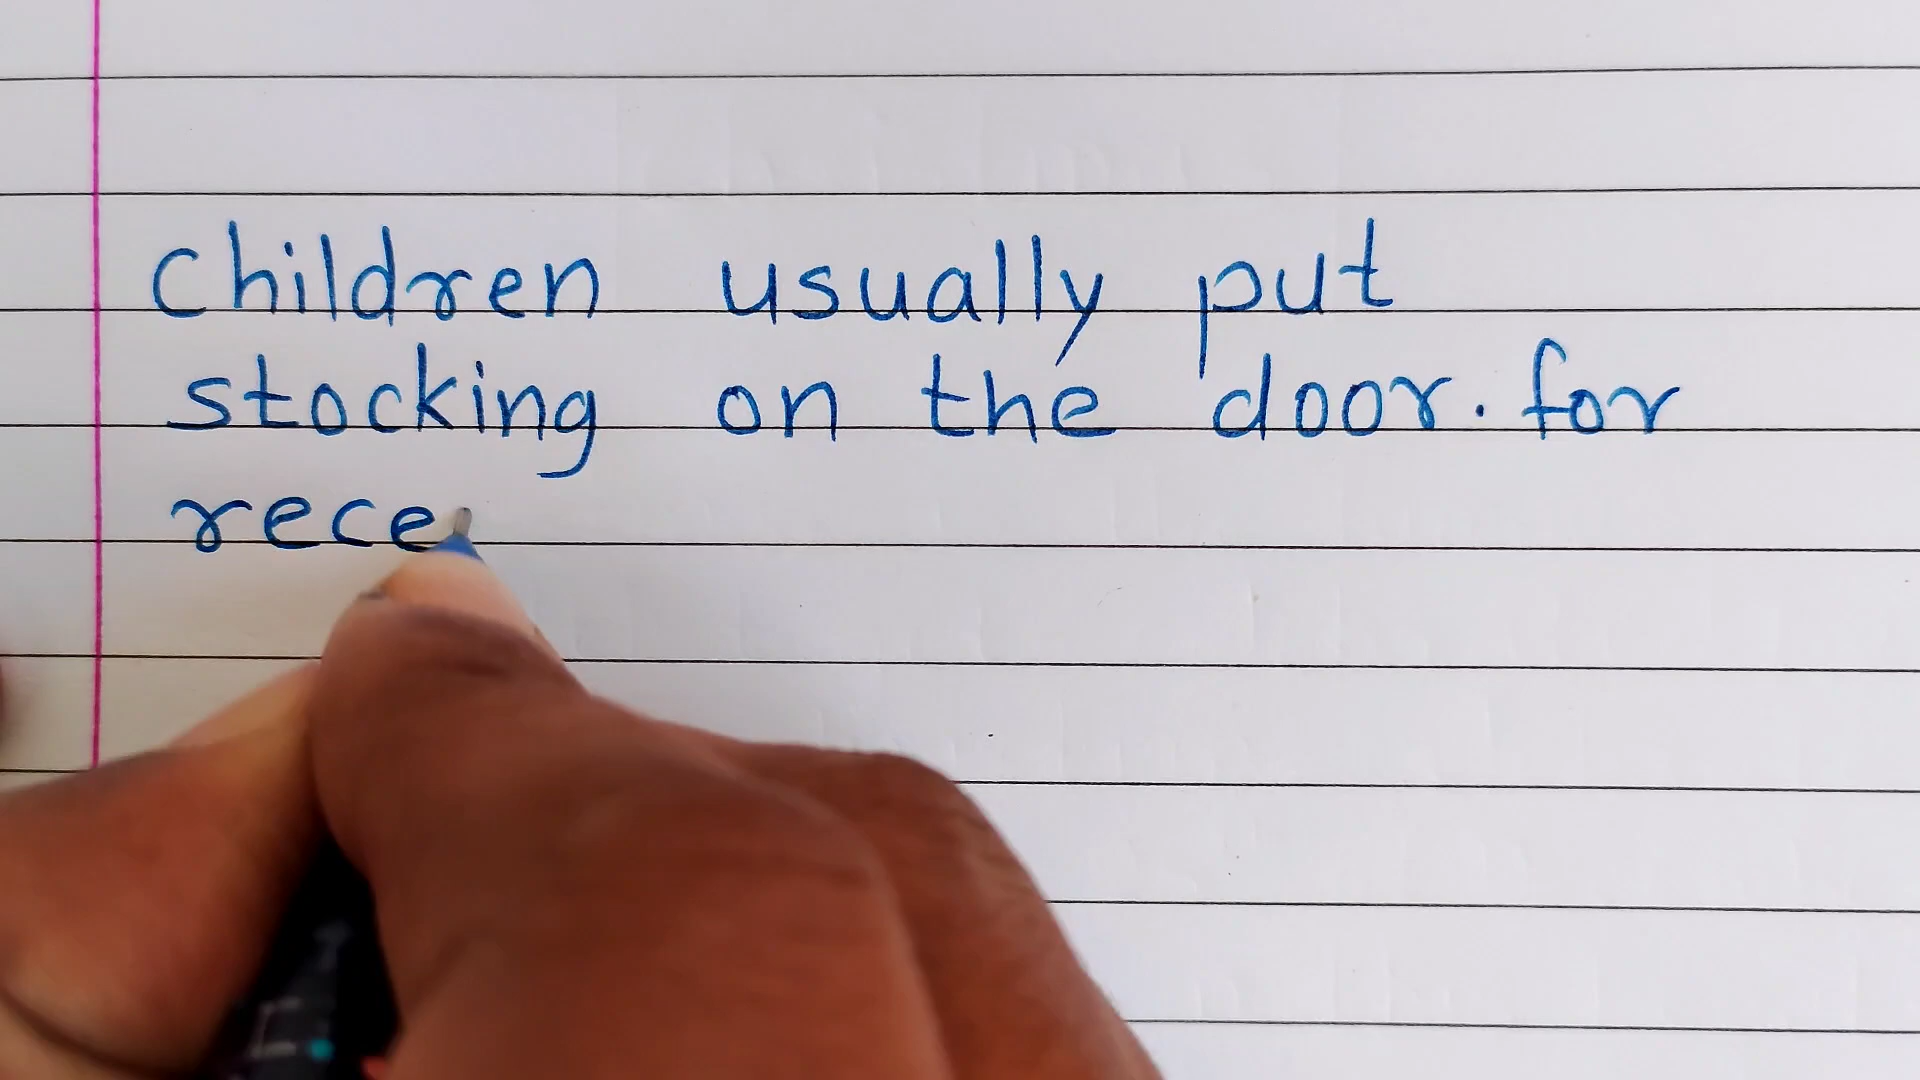 children usually put
stocking on the door. for
rece